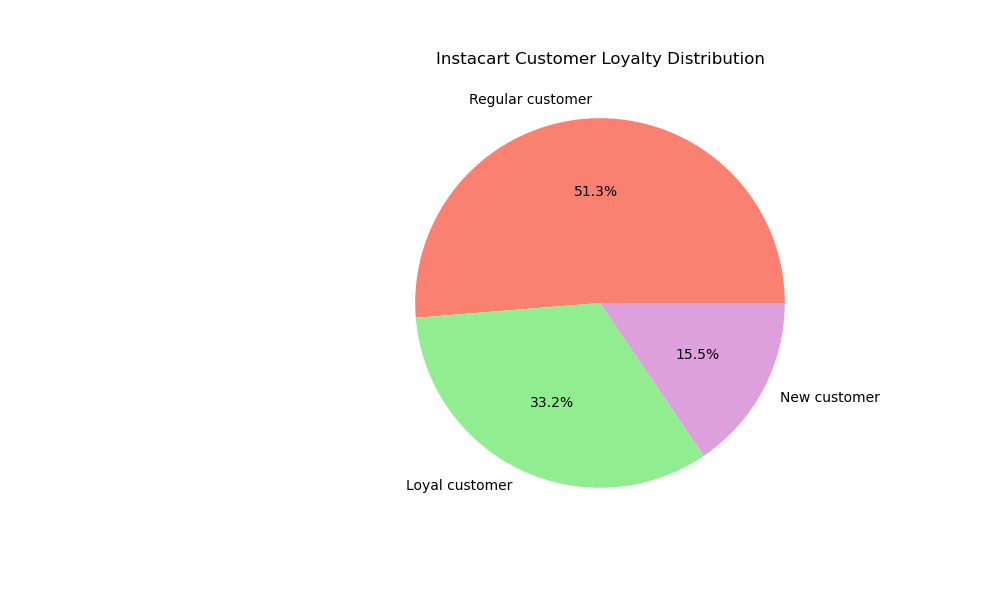 Instacart Customer Loyalty Distribution
Regular customer
51.3%
15.5%
New customer
33.2%
Loyal customer